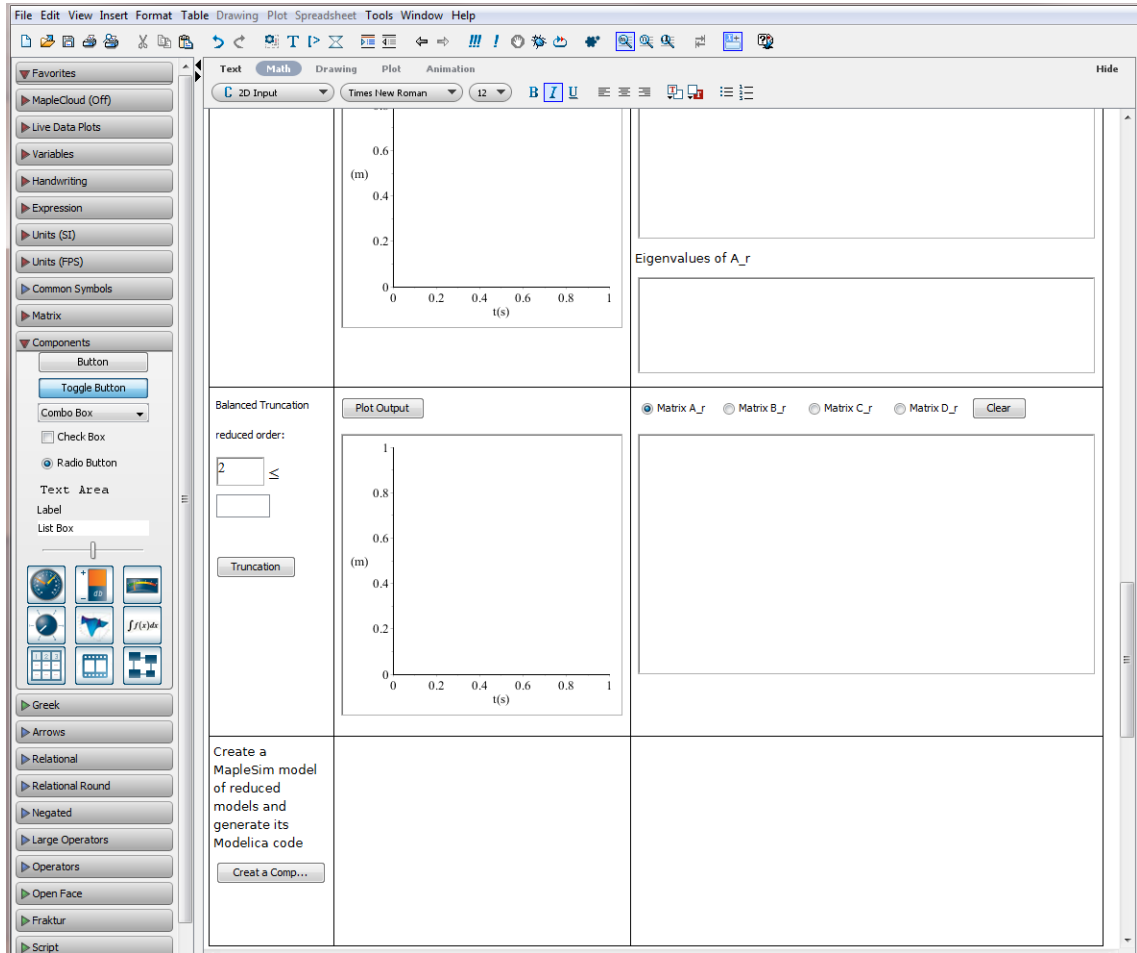 File Edit View Insert Format Table Drawing Plot Spreadsheet Tools Window Help
Favorites
MapleCloud (Off)
Live Data Plots
Variables
Handwriting
Expression
Units (SI)
Units (FPS)
Common Symbols
Matrix
Components
Button
Toggle Button
Combo Box
Check Box
Radio Button
Text Area
Label
List Box
∫f(x)dx
Greek
Arrows
Relational
Relational Round
Negated
Large Operators
Operators
Open Face
Fraktur
Script
Text Math Drawing Plot Animation Hide
C 2D Input Times New Roman 12 B I U
0.6
(m)
0.4
0.2
0
0 0.2 0.4 0.6 0.8 1
t(s)
Eigenvalues of A_r
Balanced Truncation
reduced order:
2 ≤
Truncation
Plot Output
1
0.8
0.6
(m)
0.4
0.2
0
0 0.2 0.4 0.6 0.8 1
t(s)
Matrix A_r Matrix B_r Matrix C_r Matrix D_r Clear
Create a
MapleSim model
of reduced
models and
generate its
Modelica code
Creat a Comp...